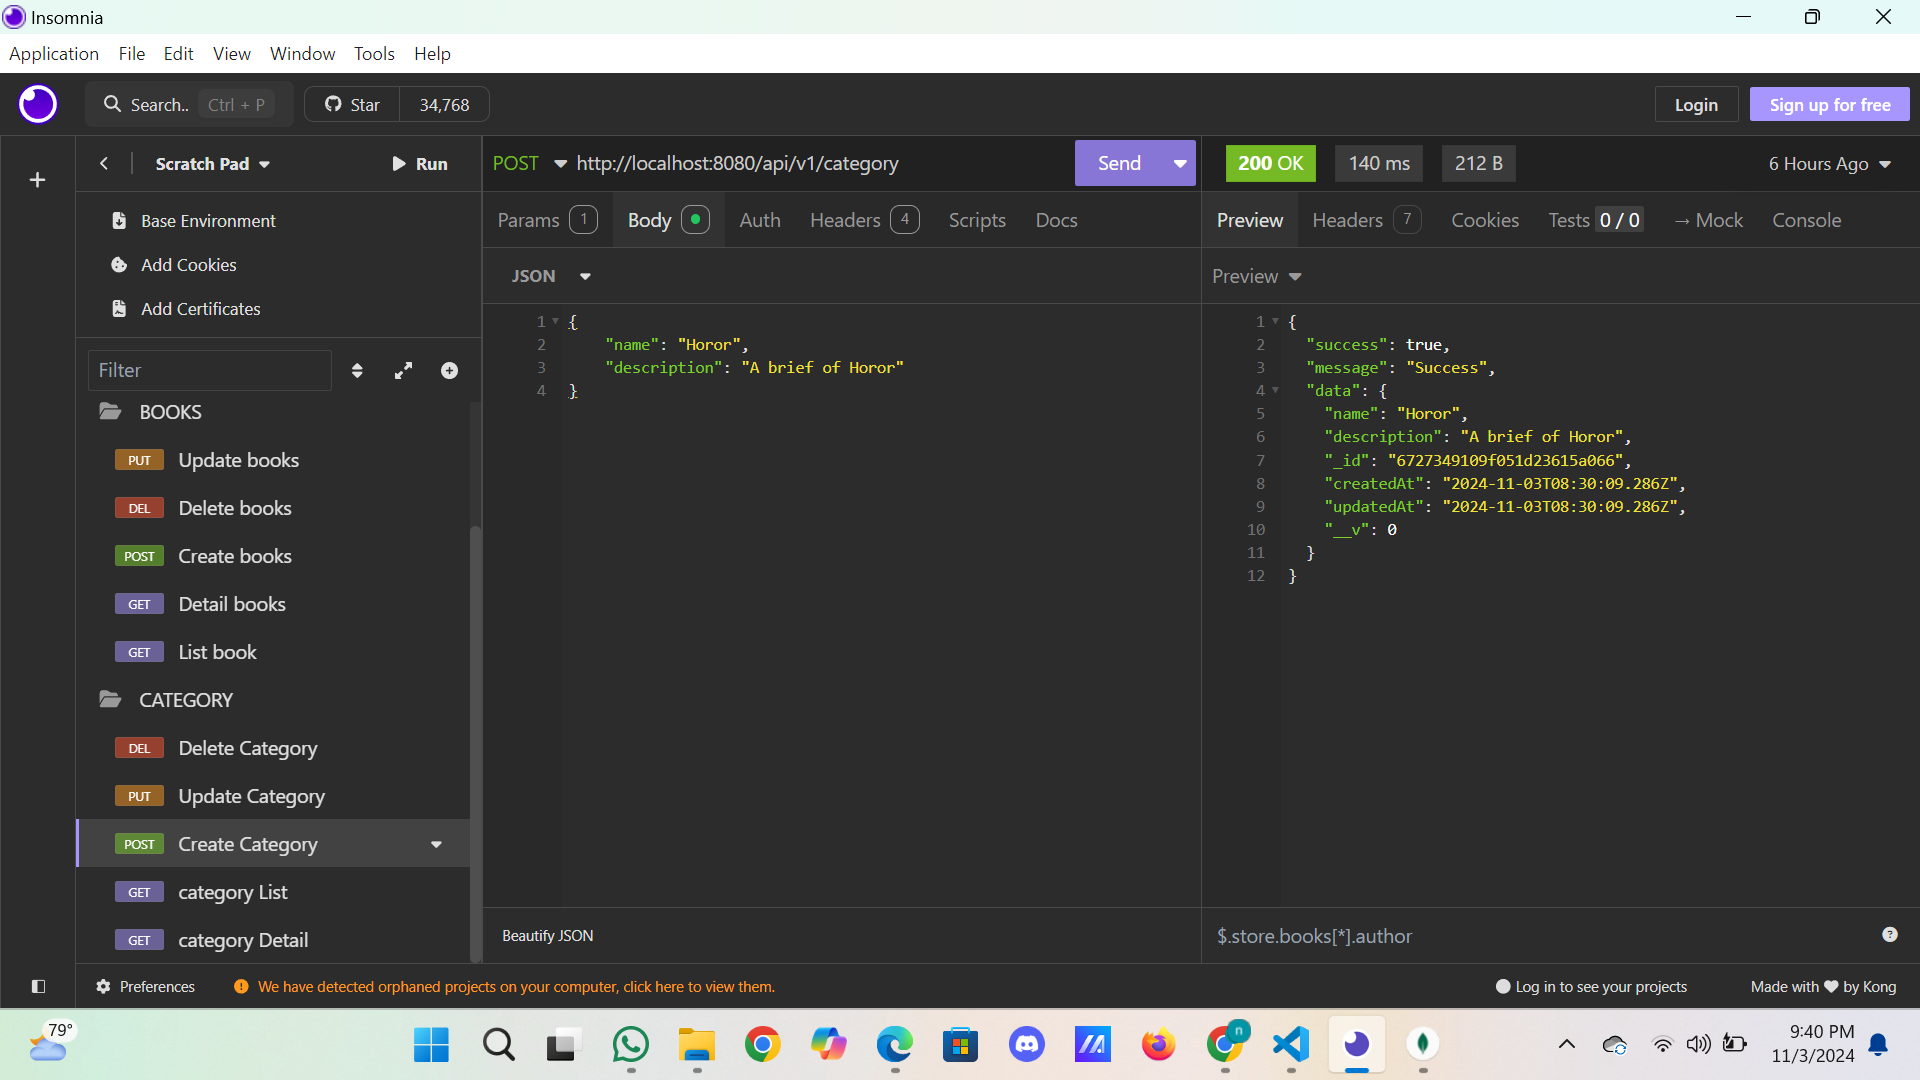 Insomnia
Application File Edit View Window Tools Help
Search.. Ctrl + P Star 34,768 Login Sign up for free
Scratch Pad Run
Base Environment
Add Cookies
Add Certificates
Filter
BOOKS
PUT Update books
DEL Delete books
POST Create books
GET Detail books
GET List book
CATEGORY
DEL Delete Category
PUT Update Category
POST Create Category
GET category List
GET category Detail
POST http://localhost:8080/api/v1/category Send
Params 1 Body Auth Headers 4 Scripts Docs
JSON
1 {
2 "name": "Horor",
3 "description": "A brief of Horor"
4 }
Beautify JSON
200 OK 140 ms 212 B 6 Hours Ago
Preview Headers 7 Cookies Tests 0 / 0 → Mock Console
Preview
1 {
2 "success": true,
3 "message": "Success",
4 "data": {
5 "name": "Horor",
6 "description": "A brief of Horor",
7 "_id": "6727349109f051d23615a066",
8 "createdAt": "2024-11-03T08:30:09.286Z",
9 "updatedAt": "2024-11-03T08:30:09.286Z",
10 "__v": 0
11 }
12 }
$.store.books[*].author
Preferences We have detected orphaned projects on your computer, click here to view them. Log in to see your projects Made with ❤ by Kong
79° n 9:40 PM
11/3/2024